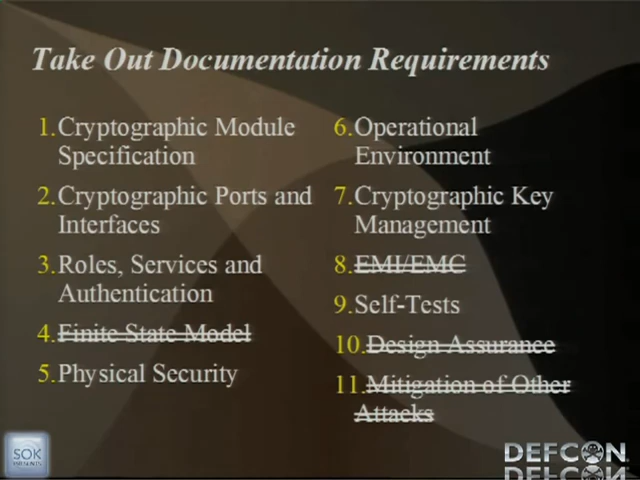 Take Out Documentation Requirements
1. Cryptographic Module
Specification
2. Cryptographic Ports and
Interfaces
3. Roles, Services and
Authentication
4. Finite State Model
5. Physical Security
6. Operational
Environment
7. Cryptographic Key
Management
8. EMI/EMC
9. Self-Tests
10. Design Assurance
11. Mitigation of Other
Attacks
SOK
PRESENTS
DEFCON